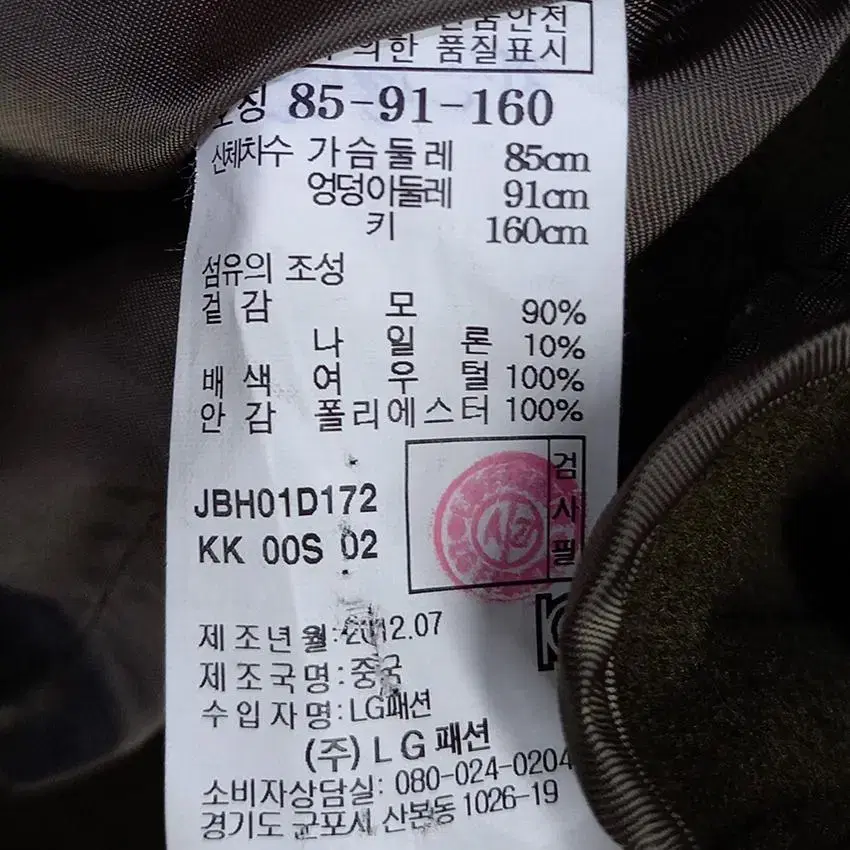 의한 품질표시
호칭 85-91-160
신체치수 가슴둘레 85cm
엉덩이둘레 91cm
키 160cm
섬유의 조성
겉감 모 90%
나일론 10%
배색 여우털 100%
안감 폴리에스터 100%
검사필
JBH01D172
KK 00S 02
제조년월:2012.07
제조국명:중국
수입자명:LG패션
(주)LG패션
소비자상담실: 080-024-0204
경기도 군포시 산본동 1026-19